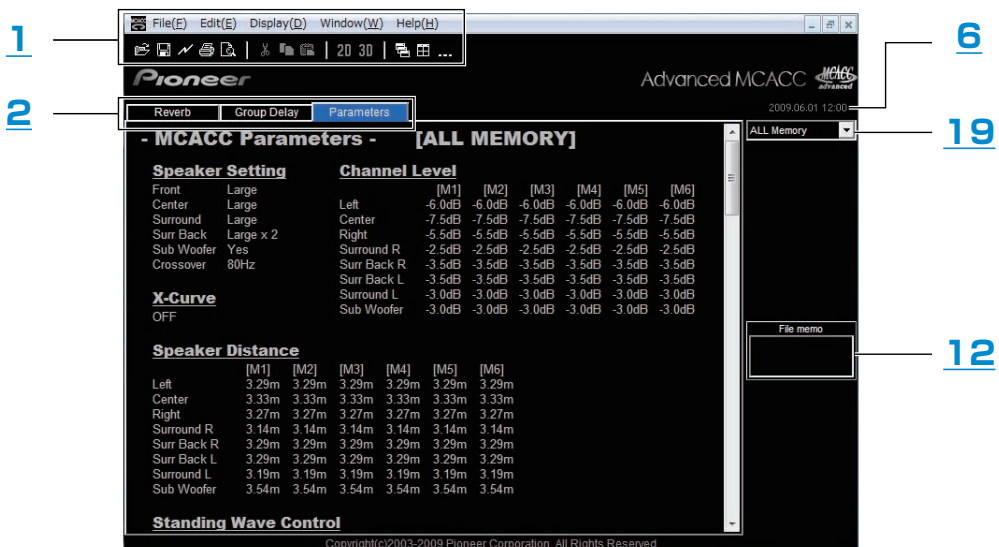 File(F) Edit(E) Display(D) Window(W) Help(H)
1
6
2D 3D
Pioneer
Advanced MCACC MCACC advanced
2009.06.01 12:00
2
Reverb Group Delay Parameters
19
ALL Memory
- MCACC Parameters - [ALL MEMORY]
Speaker Setting Channel Level
Front Large [M1] [M2] [M3] [M4] [M5] [M6]
Center Large Left -6.0dB -6.0dB -6.0dB -6.0dB -6.0dB -6.0dB
Surround Large Center -7.5dB -7.5dB -7.5dB -7.5dB -7.5dB -7.5dB
Surr Back Large x 2 Right -5.5dB -5.5dB -5.5dB -5.5dB -5.5dB -5.5dB
Sub Woofer Yes Surround R -2.5dB -2.5dB -2.5dB -2.5dB -2.5dB -2.5dB
Crossover 80Hz Surr Back R -3.5dB -3.5dB -3.5dB -3.5dB -3.5dB -3.5dB
Surr Back L -3.5dB -3.5dB -3.5dB -3.5dB -3.5dB -3.5dB
X-Curve Surround L -3.0dB -3.0dB -3.0dB -3.0dB -3.0dB -3.0dB
OFF Sub Woofer -3.0dB -3.0dB -3.0dB -3.0dB -3.0dB -3.0dB
File memo
12
Speaker Distance
[M1] [M2] [M3] [M4] [M5] [M6]
Left 3.29m 3.29m 3.29m 3.29m 3.29m 3.29m
Center 3.33m 3.33m 3.33m 3.33m 3.33m 3.33m
Right 3.27m 3.27m 3.27m 3.27m 3.27m 3.27m
Surround R 3.14m 3.14m 3.14m 3.14m 3.14m 3.14m
Surr Back R 3.29m 3.29m 3.29m 3.29m 3.29m 3.29m
Surr Back L 3.29m 3.29m 3.29m 3.29m 3.29m 3.29m
Surround L 3.19m 3.19m 3.19m 3.19m 3.19m 3.19m
Sub Woofer 3.54m 3.54m 3.54m 3.54m 3.54m 3.54m
Standing Wave Control
Copyright(c)2003-2009 Pioneer Corporation. All Rights Reserved